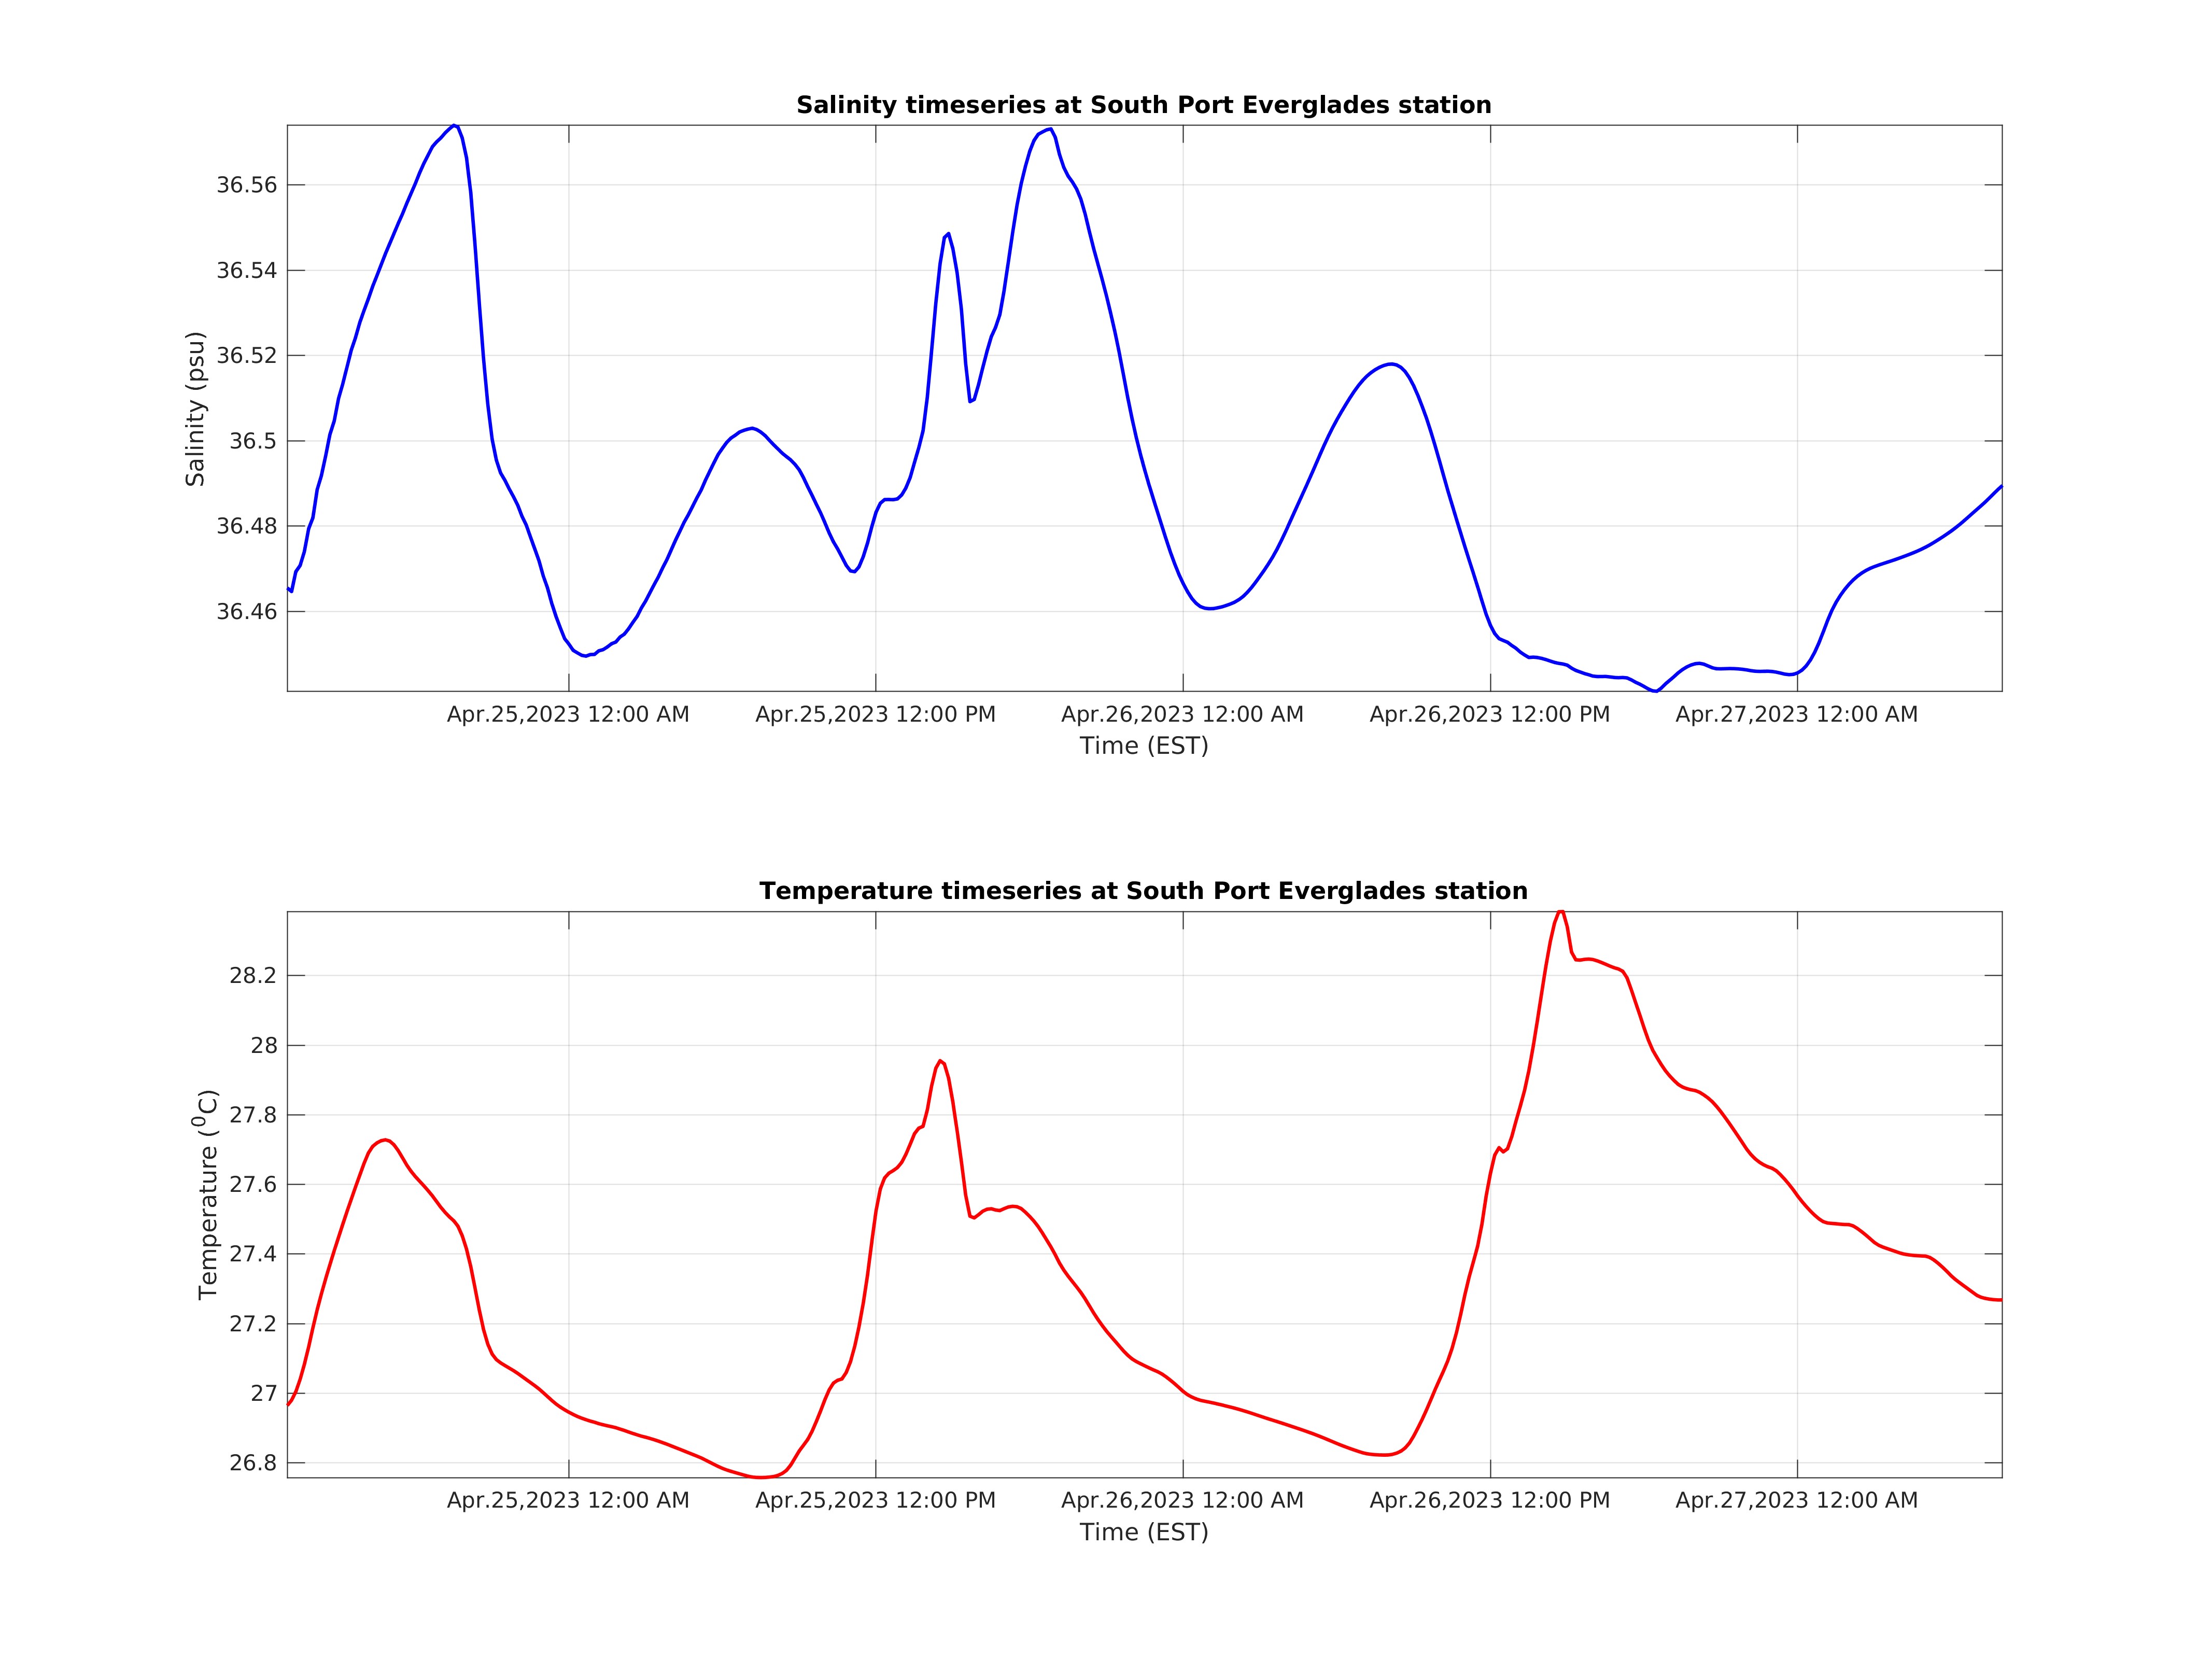 Salinity timeseries at South Port Everglades station
36.56
36.54
36.52
36.5
36.48
36.46
Salinity (psu)
Apr.25,2023 12:00 AM Apr.25,2023 12:00 PM Apr.26,2023 12:00 AM Apr.26,2023 12:00 PM Apr.27,2023 12:00 AM
Time (EST)
Temperature timeseries at South Port Everglades station
28.2
28
27.8
27.6
27.4
27.2
27
26.8
Temperature (⁰C)
Apr.25,2023 12:00 AM Apr.25,2023 12:00 PM Apr.26,2023 12:00 AM Apr.26,2023 12:00 PM Apr.27,2023 12:00 AM
Time (EST)